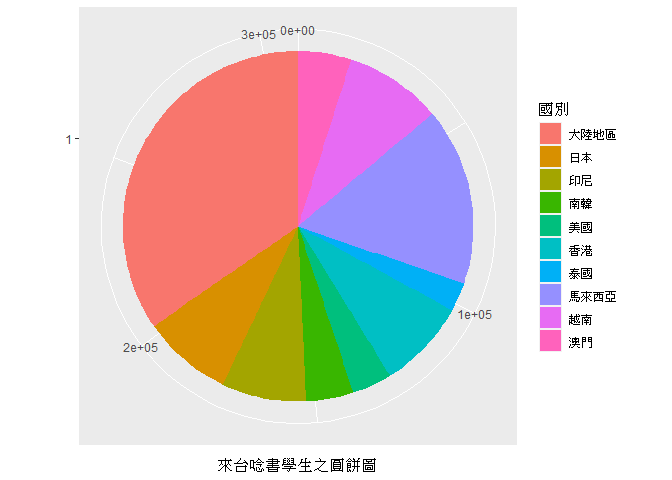 3e+05 0e+00
1
1e+05
2e+05
來台唸書學生之圓餅圖
國別
大陸地區
日本
印尼
南韓
美國
香港
泰國
馬來西亞
越南
澳門